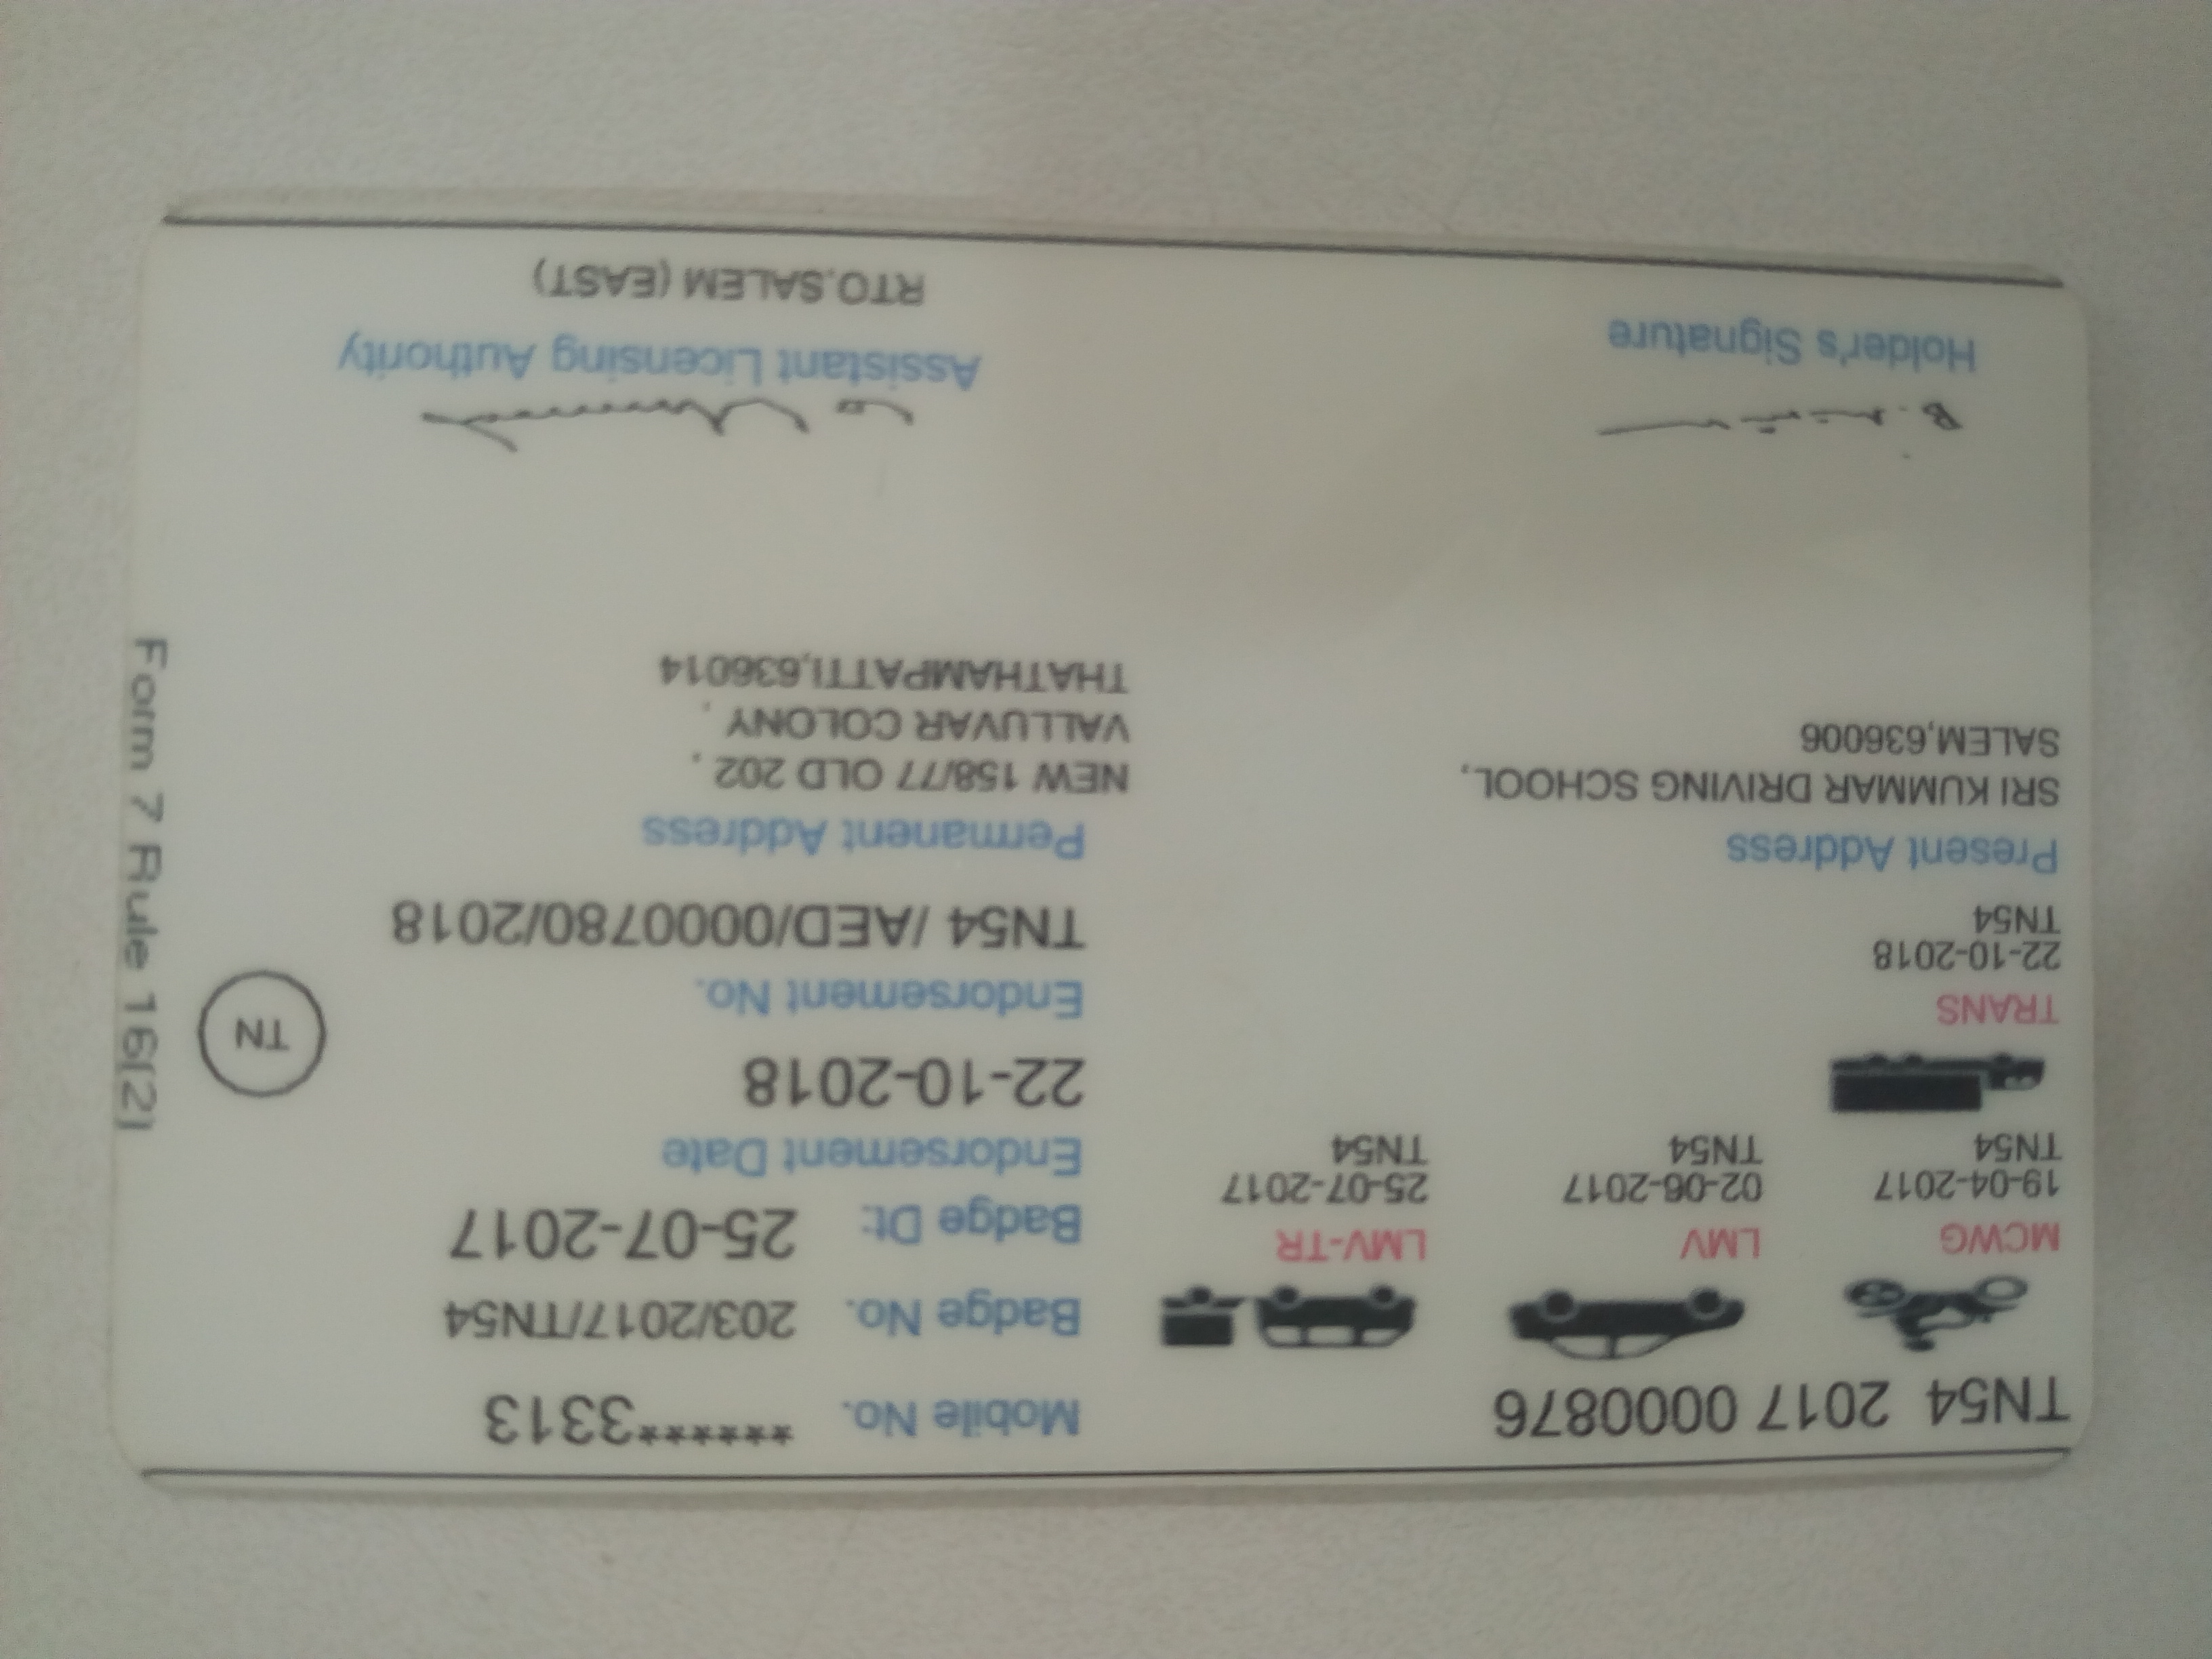 TN54 2017 0000876
Mobile No. ******3313
Badge No. 203/2017/TN54
Badge Dt: 25-07-2017
MCWG
19-04-2017
TN54
LMV
02-06-2017
TN54
LMV-TR
25-07-2017
TN54
TRANS
22-10-2018
TN54
Endorsement Date
22-10-2018
Endorsement No.
TN54 //AED/0000780/2018
TN
Present Address
SRI KUMMAR DRIVING SCHOOL,
SALEM,636006
Permanent Address
NEW 158/77 OLD 202 ,
VALLUVAR COLONY ,
THATHAMPATTI,636014
Holder's Signature
Assistant Licensing Authority
RTO.SALEM (EAST)
Form 7 Rule 16(2)